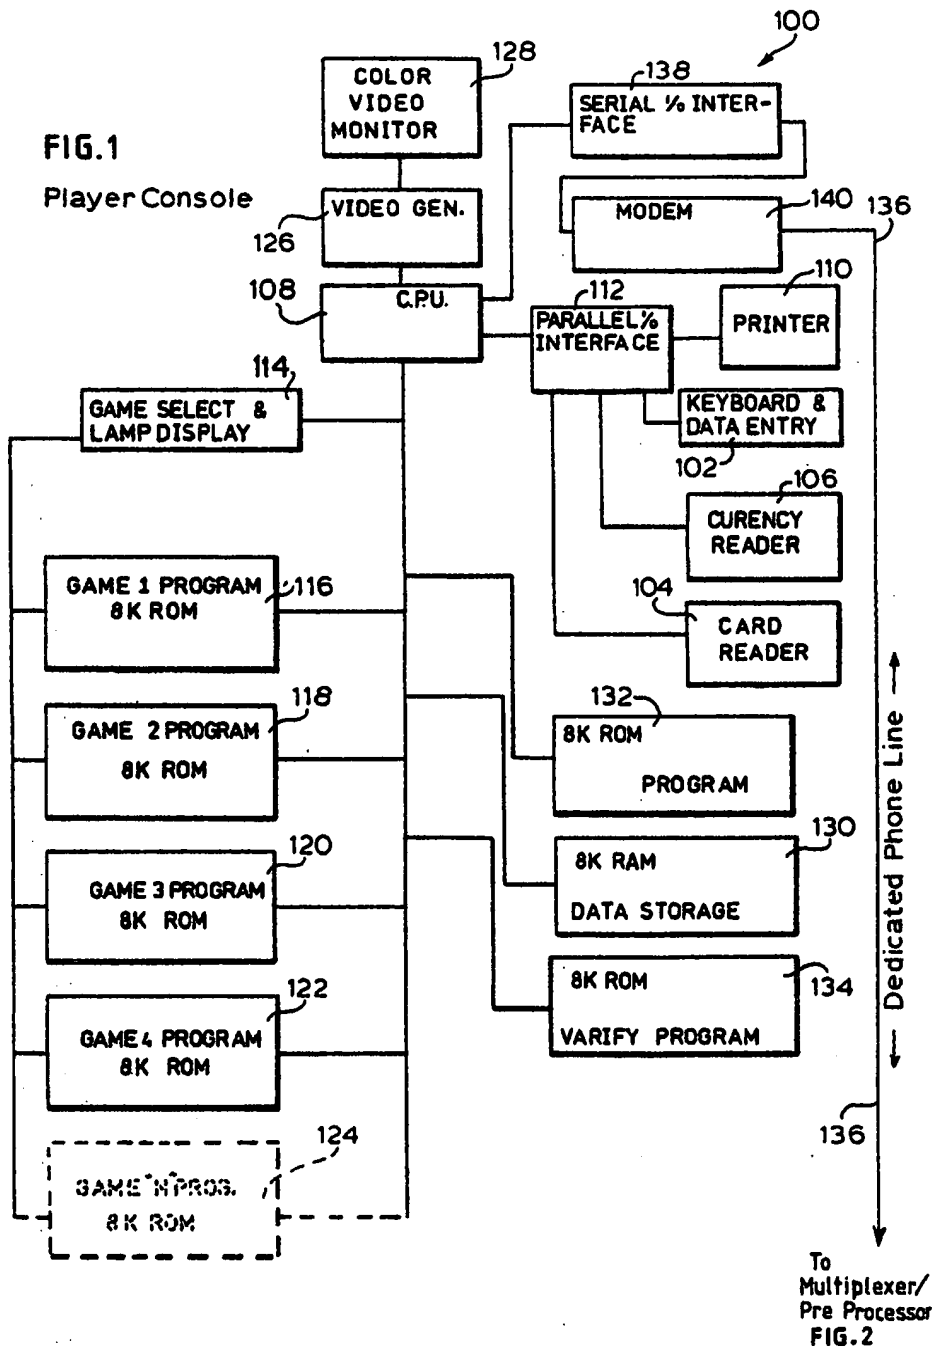 100
128
COLOR
VIDEO
MONITOR
138
SERIAL I/O INTER-
FACE
FIG.1
Player Console
VIDEO GEN.
126
MODEM
140
136
108
C.P.U.
112
PARALLEL I/O
INTERFACE
110
PRINTER
114
GAME SELECT &
LAMP DISPLAY
KEYBOARD &
DATA ENTRY
102
106
CURENCY
READER
104
CARD
READER
GAME 1 PROGRAM
8K ROM
116
118
GAME 2 PROGRAM
8K ROM
132
8K ROM
PROGRAM
120
GAME 3 PROGRAM
8K ROM
130
8K RAM
DATA STORAGE
122
GAME 4 PROGRAM
8K ROM
8K ROM
134
VARIFY PROGRAM
Dedicated Phone Line
136
124
GAME "N" PROG.
8K ROM
To
Multiplexer/
Pre Processor
FIG.2